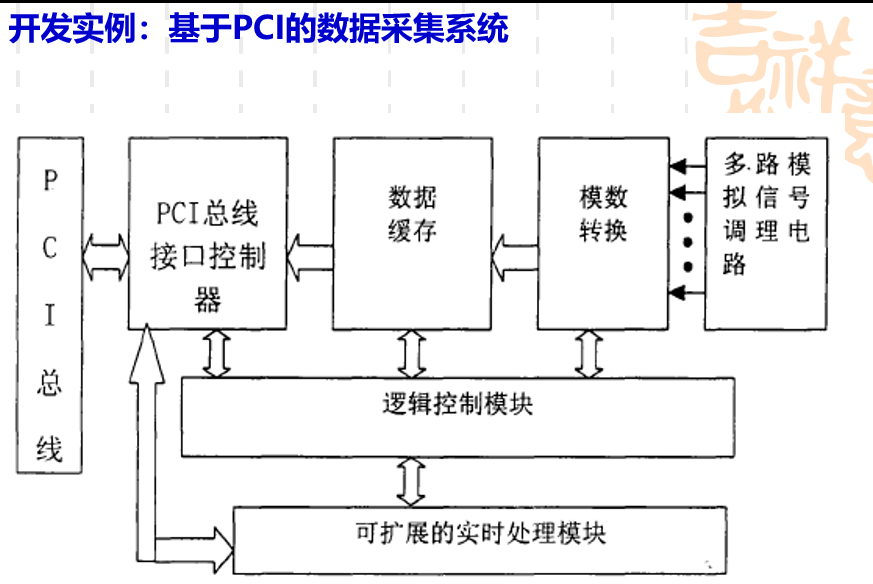 开发实例：基于PCI的数据采集系统
P
C
I
总
线
PCI总线
接口控制
器
数据
缓存
模数
转换
多路模
拟信号
调理电
路
逻辑控制模块
可扩展的实时处理模块
吉祥